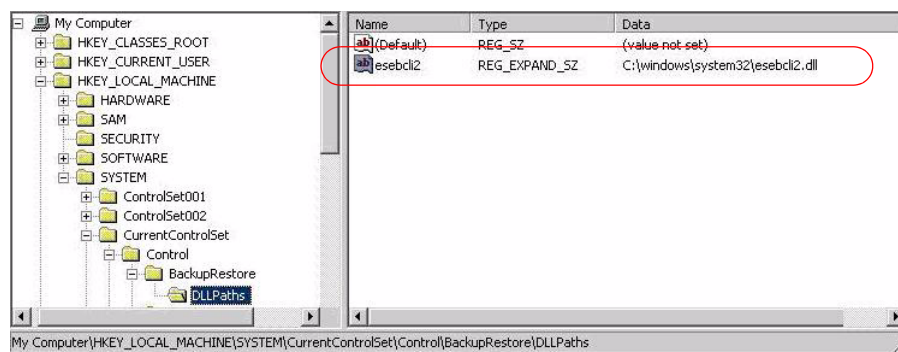 My Computer
HKEY_CLASSES_ROOT
HKEY_CURRENT_USER
HKEY_LOCAL_MACHINE
HARDWARE
SAM
SECURITY
SOFTWARE
SYSTEM
ControlSet001
ControlSet002
CurrentControlSet
Control
BackupRestore
DLLPaths
Name Type Data
ab (Default) REG_SZ (value not set)
ab esebcli2 REG_EXPAND_SZ C:\windows\system32\esebcli2.dll
My Computer\HKEY_LOCAL_MACHINE\SYSTEM\CurrentControlSet\Control\BackupRestore\DLLPaths